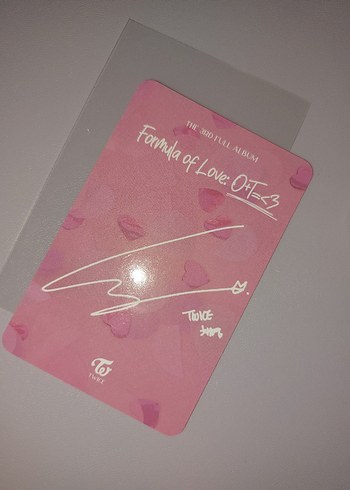 THE 3RD FULL ALBUM
Formula of Love: O+T=<3
TWICE
TWICE